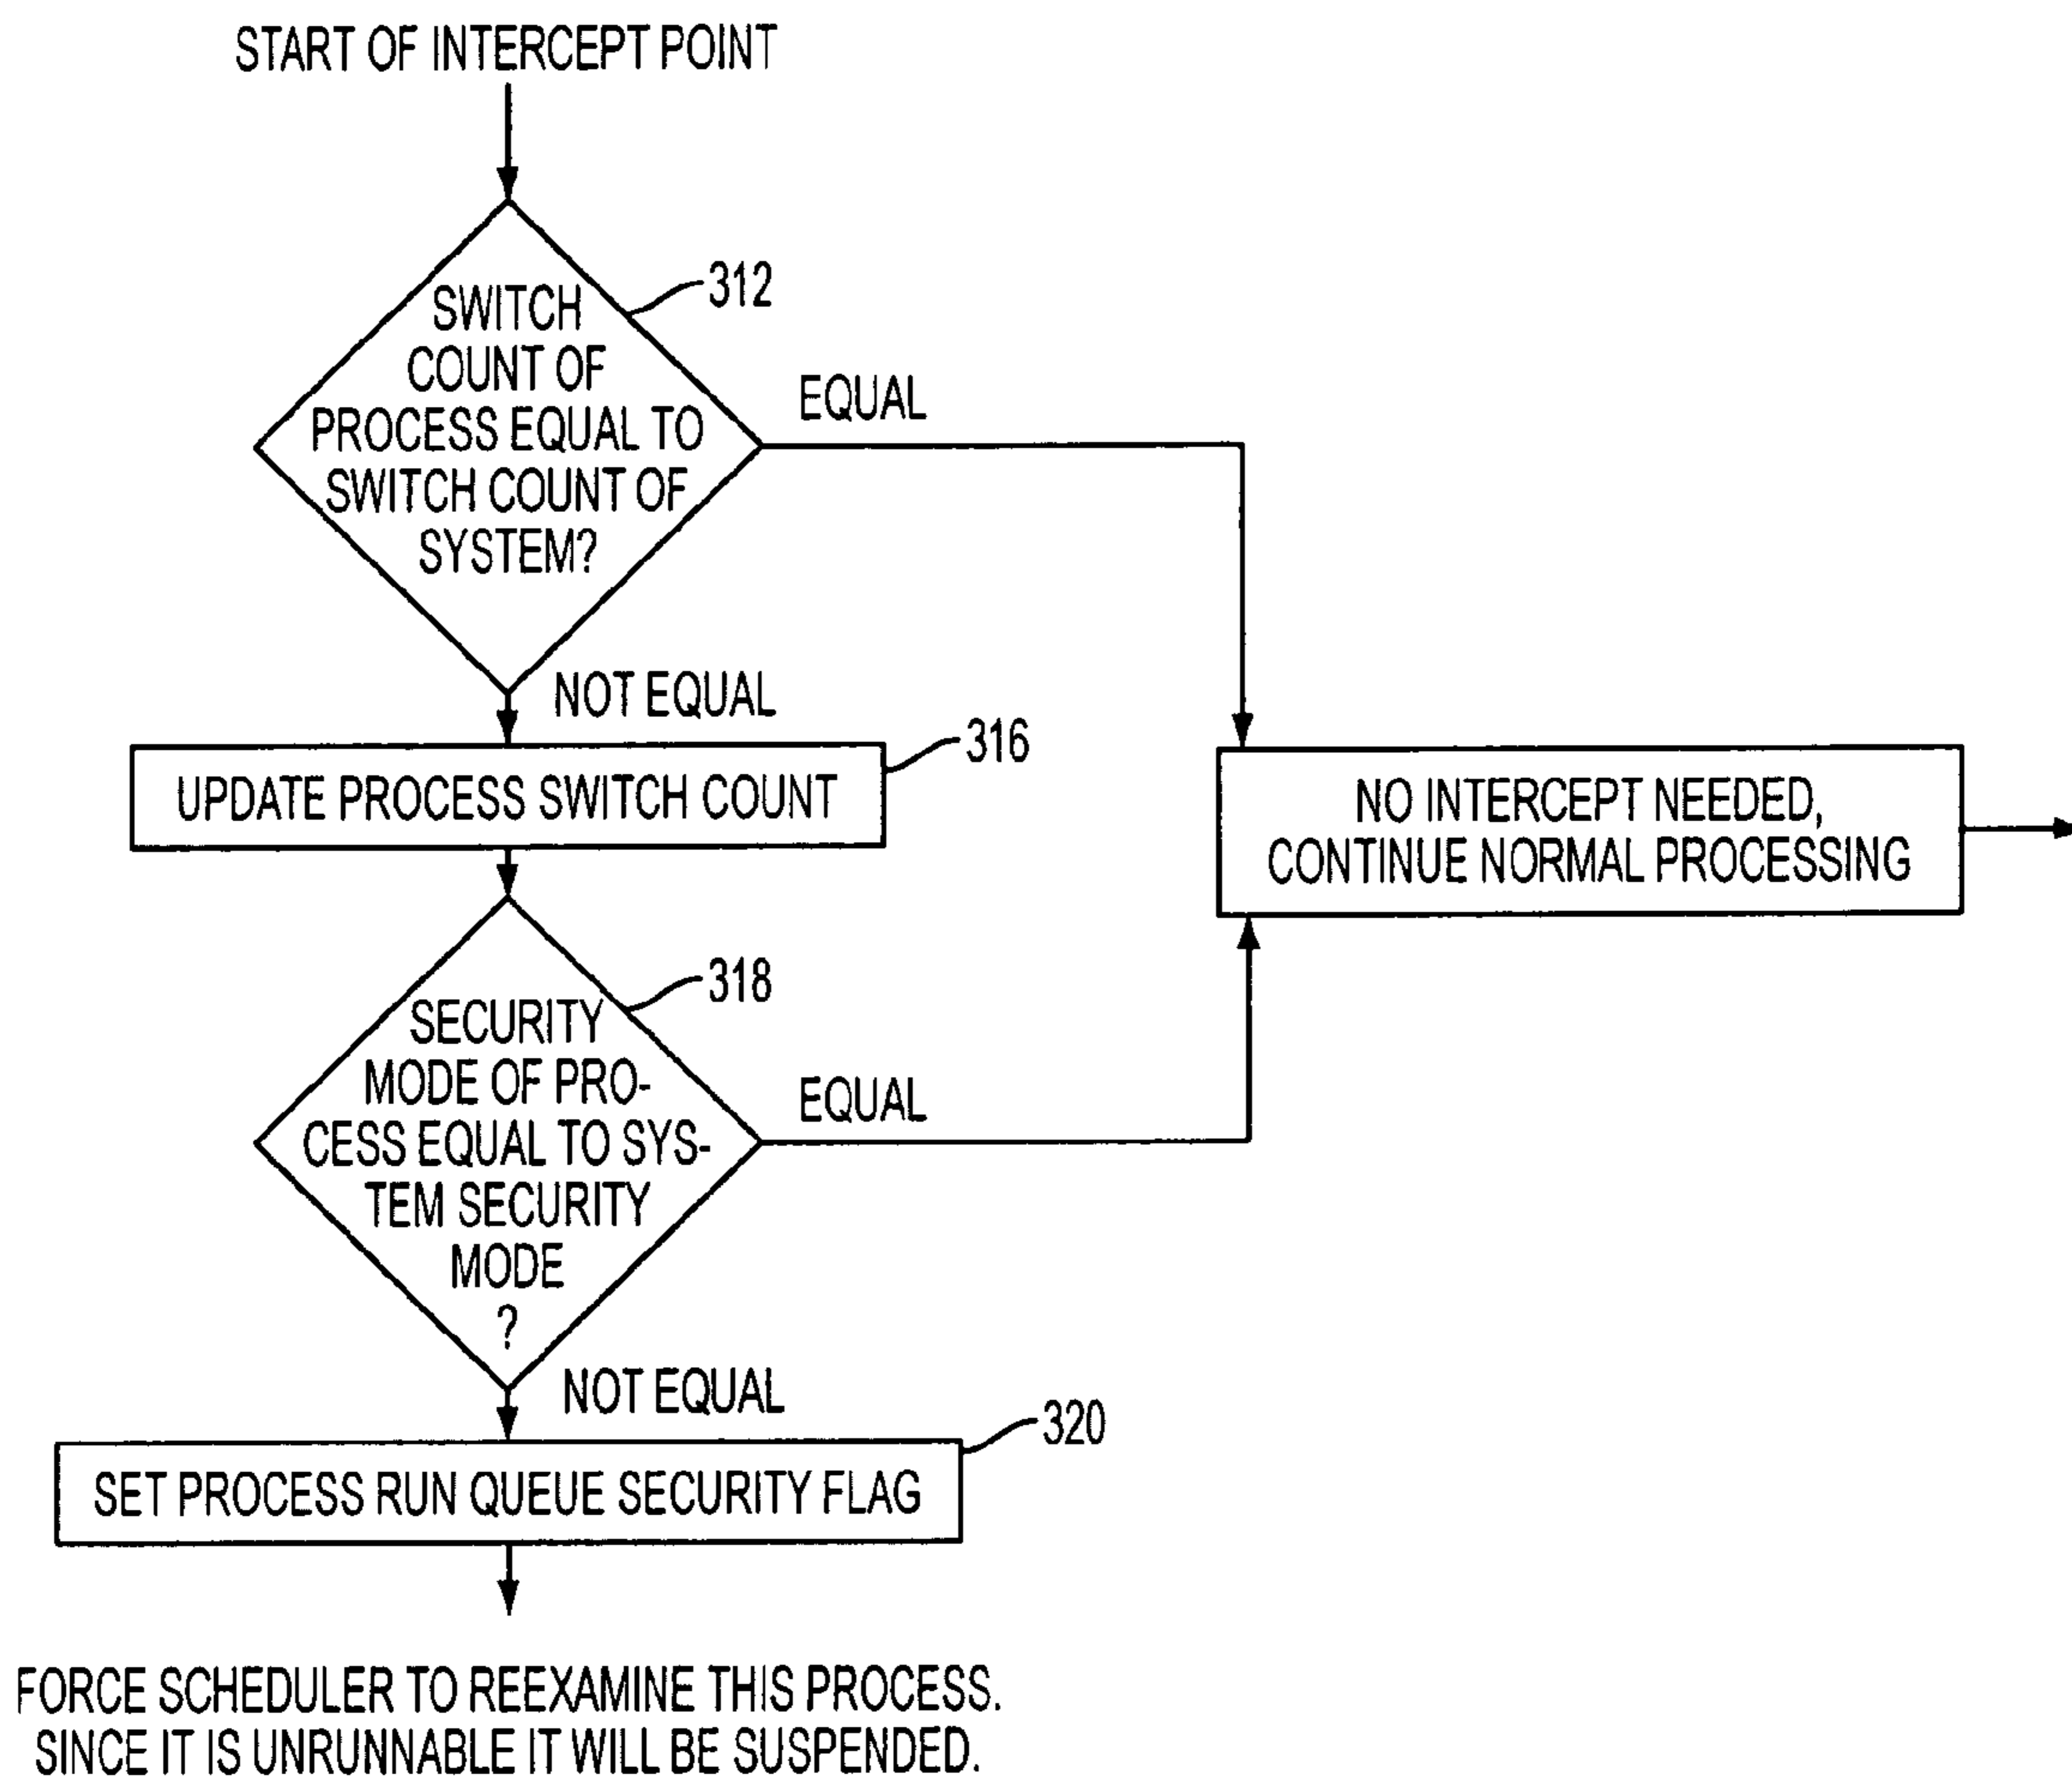 START OF INTERCEPT POINT
312
SWITCH
COUNT OF
PROCESS EQUAL TO
SWITCH COUNT OF
SYSTEM?
EQUAL
NOT EQUAL
316
UPDATE PROCESS SWITCH COUNT
NO INTERCEPT NEEDED,
CONTINUE NORMAL PROCESSING
318
SECURITY
MODE OF PRO-
CESS EQUAL TO SYS-
TEM SECURITY
MODE
?
EQUAL
NOT EQUAL
320
SET PROCESS RUN QUEUE SECURITY FLAG
FORCE SCHEDULER TO REEXAMINE THIS PROCESS.
SINCE IT IS UNRUNNABLE IT WILL BE SUSPENDED.